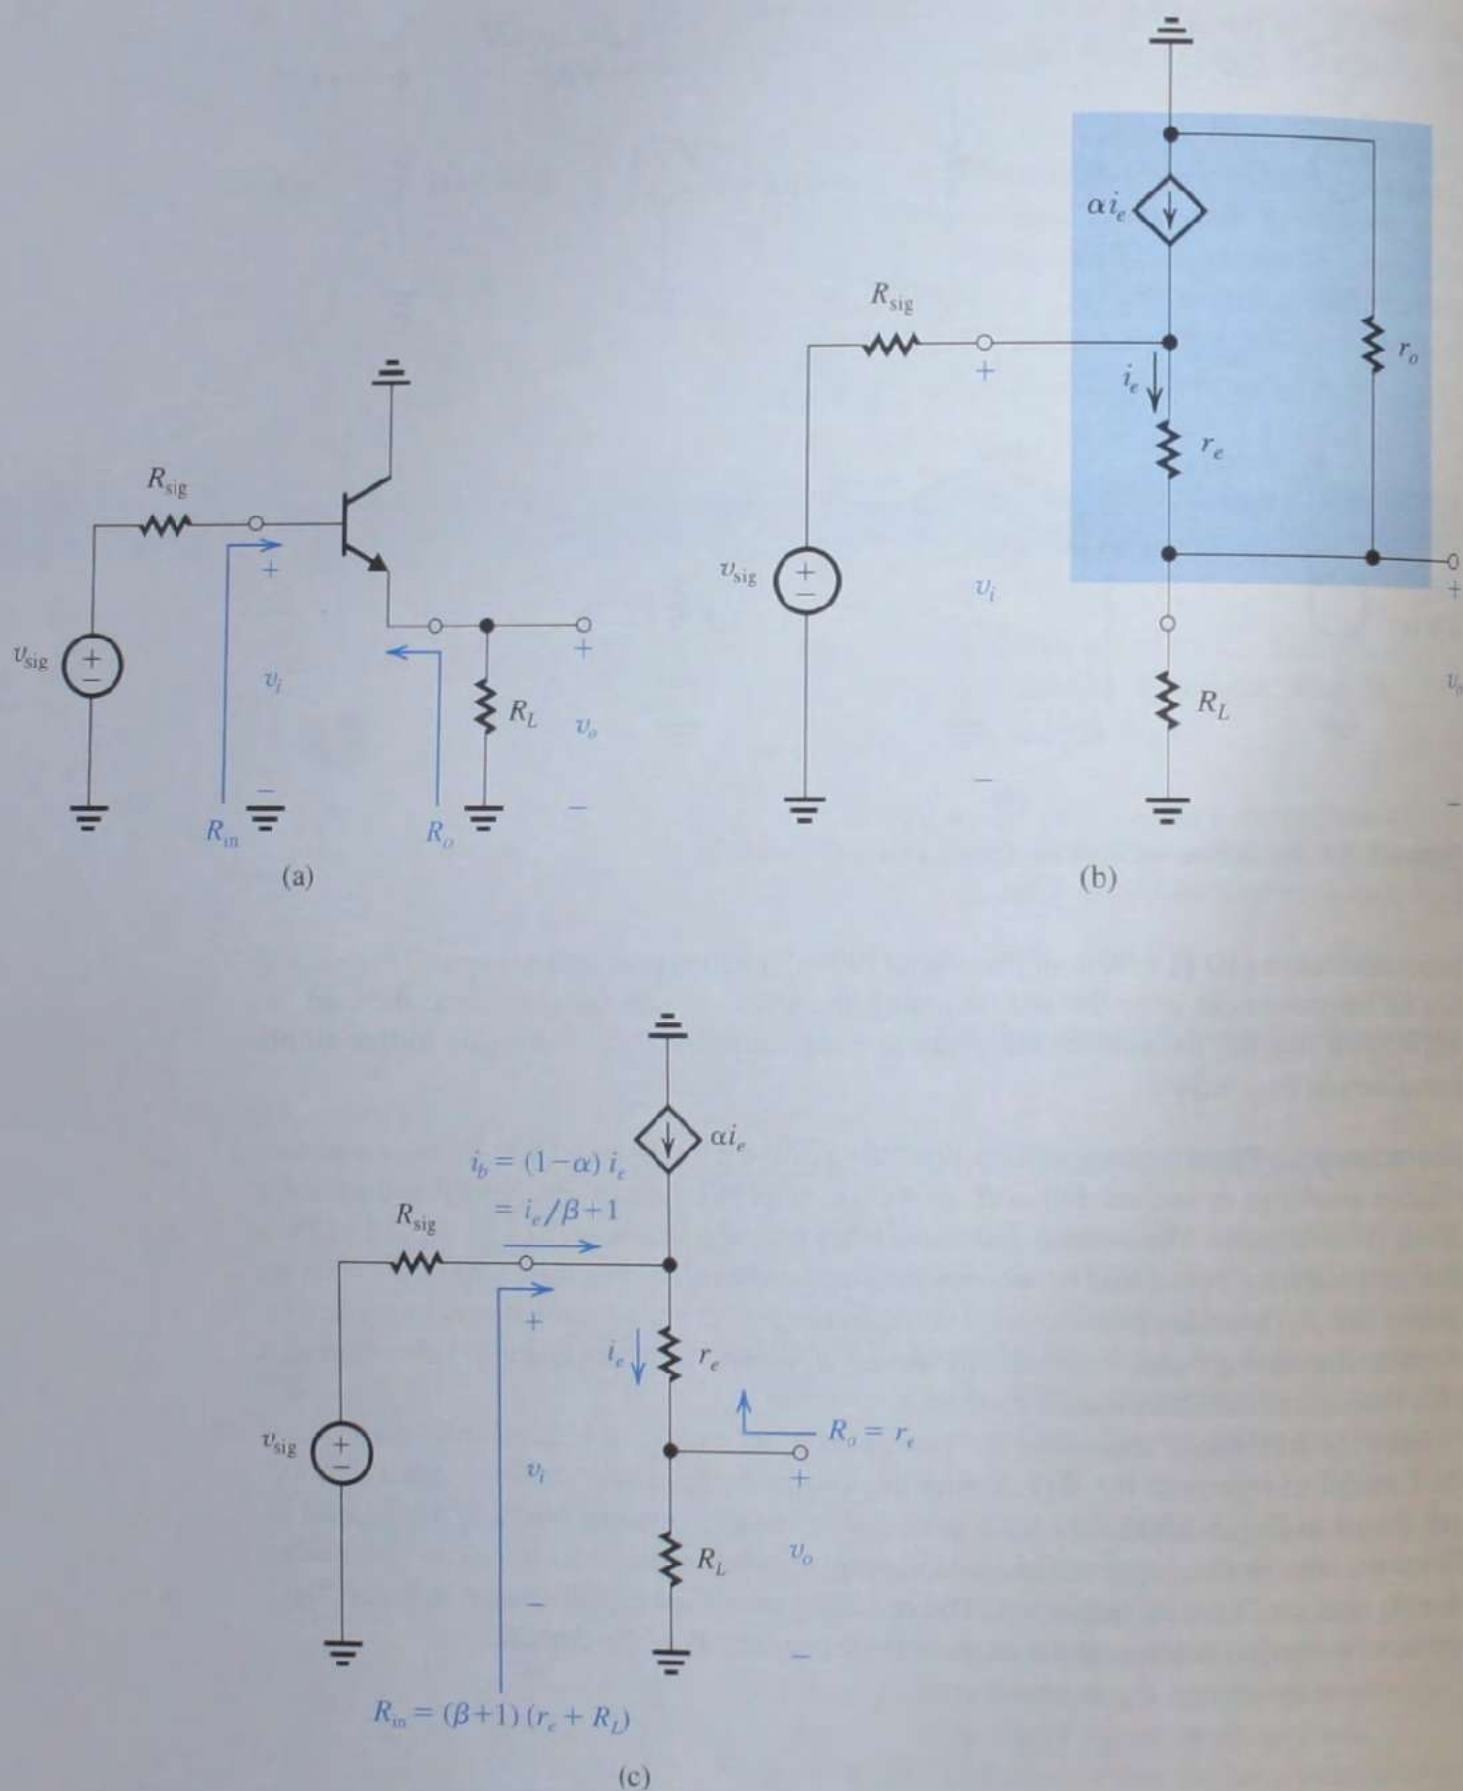 αi_e
R_sig
r_o
+
i_e
r_e
R_sig
+
+
v_sig
+
−
v_i
+
v_sig
+
−
v_i
R_L
v_o
R_L
−
−
−
−
R_in
R_o
(a)
(b)
αi_e
i_b = (1−α) i_e
= i_e/β+1
R_sig
+
i_e
r_e
R_o = r_e
v_sig
+
−
v_i
+
R_L
v_o
−
−
R_in = (β+1) (r_e + R_L)
(c)